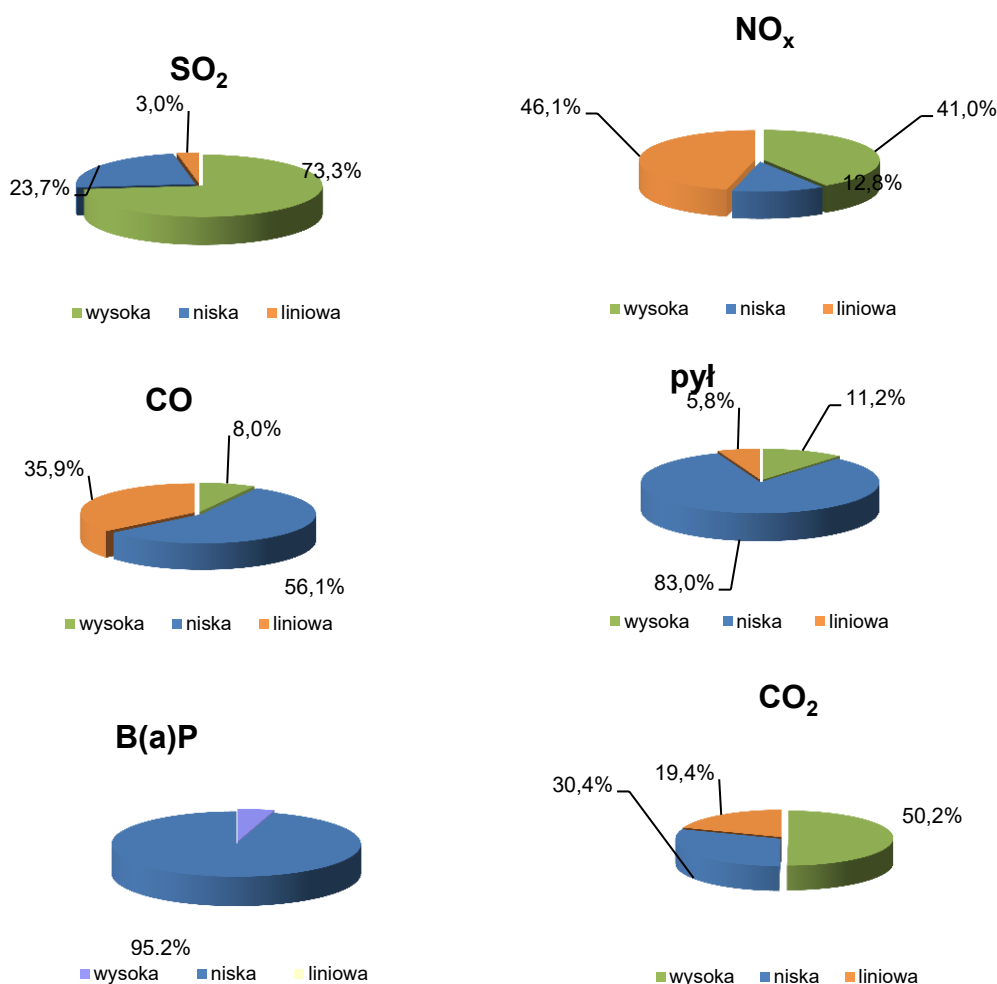 SO2
3,0%
73,3%
23,7%
wysoka niska liniowa
NOx
46,1%
41,0%
12,8%
wysoka niska liniowa
CO
8,0%
35,9%
56,1%
wysoka niska liniowa
pył
5,8%
11,2%
83,0%
wysoka niska liniowa
B(a)P
95.2%
wysoka niska liniowa
CO2
19,4%
30,4%
50,2%
wysoka niska liniowa